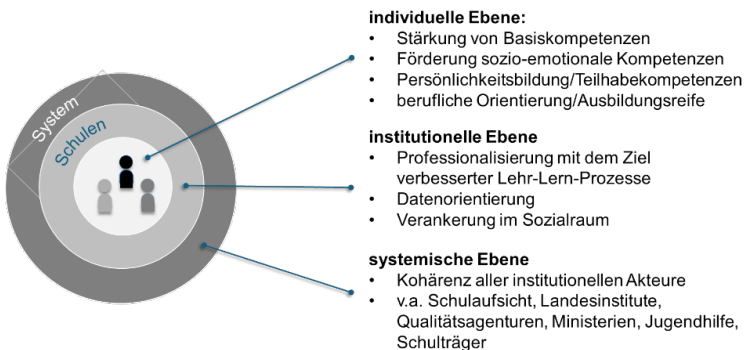 System
Schulen
individuelle Ebene:
• Stärkung von Basiskompetenzen
• Förderung sozio-emotionale Kompetenzen
• Persönlichkeitsbildung/Teilhabekompetenzen
• berufliche Orientierung/Ausbildungsreife
institutionelle Ebene
• Professionalisierung mit dem Ziel
verbesserter Lehr-Lern-Prozesse
• Datenorientierung
• Verankerung im Sozialraum
systemische Ebene
• Kohärenz aller institutionellen Akteure
• v.a. Schulaufsicht, Landesinstitute,
Qualitätsagenturen, Ministerien, Jugendhilfe,
Schulträger